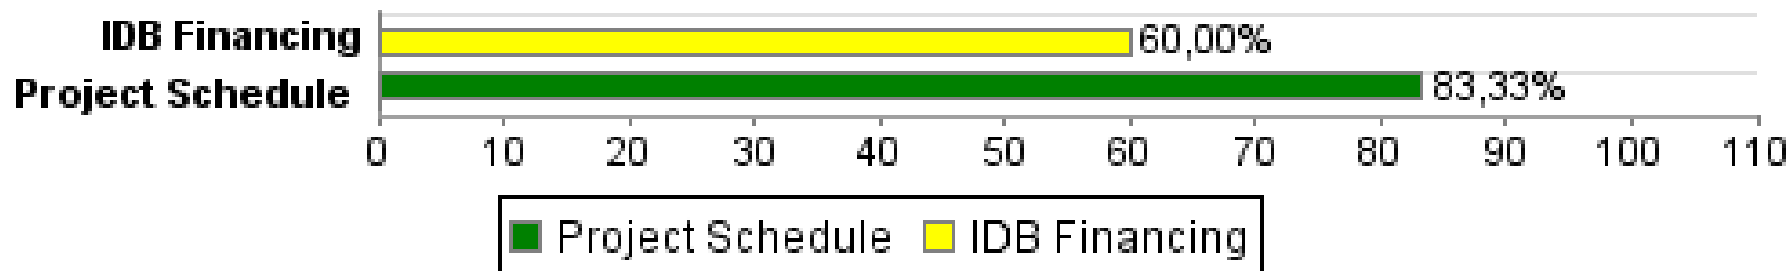 IDB Financing 60,00%
Project Schedule 83,33%
0 10 20 30 40 50 60 70 80 90 100 110
Project Schedule IDB Financing